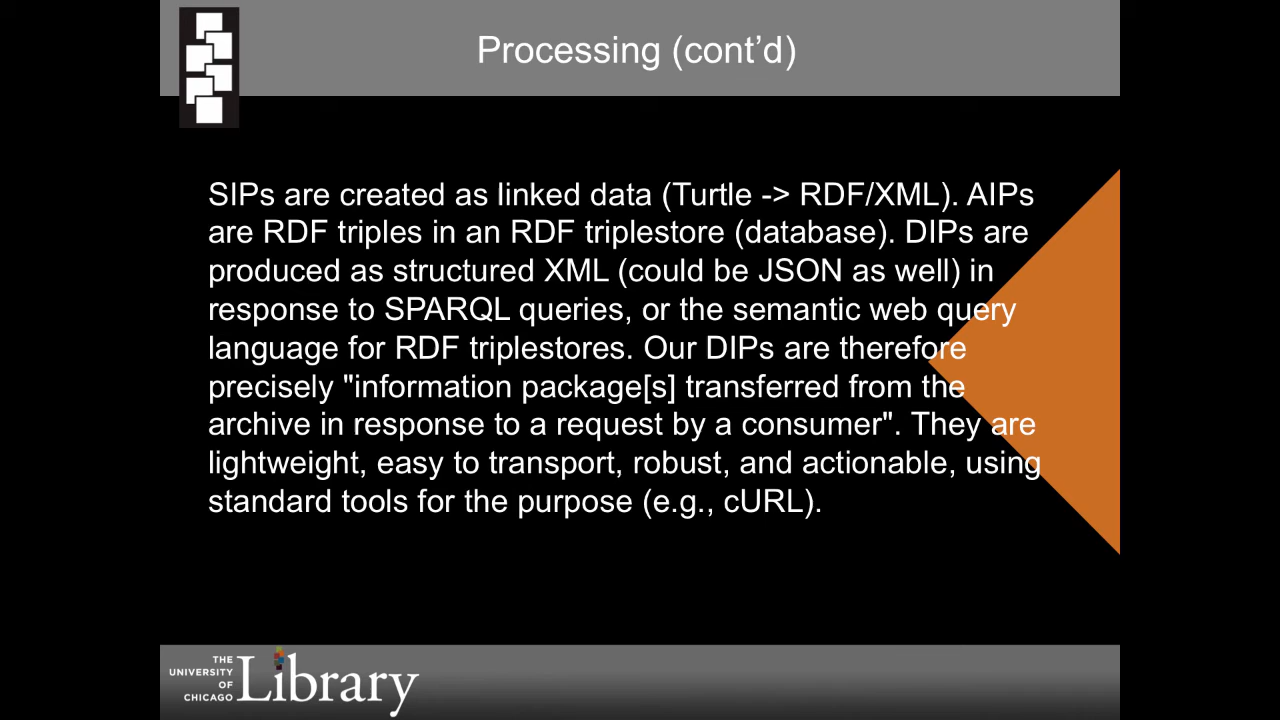 Processing (cont’d)
SIPs are created as linked data (Turtle -> RDF/XML). AIPs
are RDF triples in an RDF triplestore (database). DIPs are
produced as structured XML (could be JSON as well) in
response to SPARQL queries, or the semantic web query
language for RDF triplestores. Our DIPs are therefore
precisely "information package[s] transferred from the
archive in response to a request by a consumer". They are
lightweight, easy to transport, robust, and actionable, using
standard tools for the purpose (e.g., cURL).
THE
UNIVERSITY
OF
CHICAGO
Library